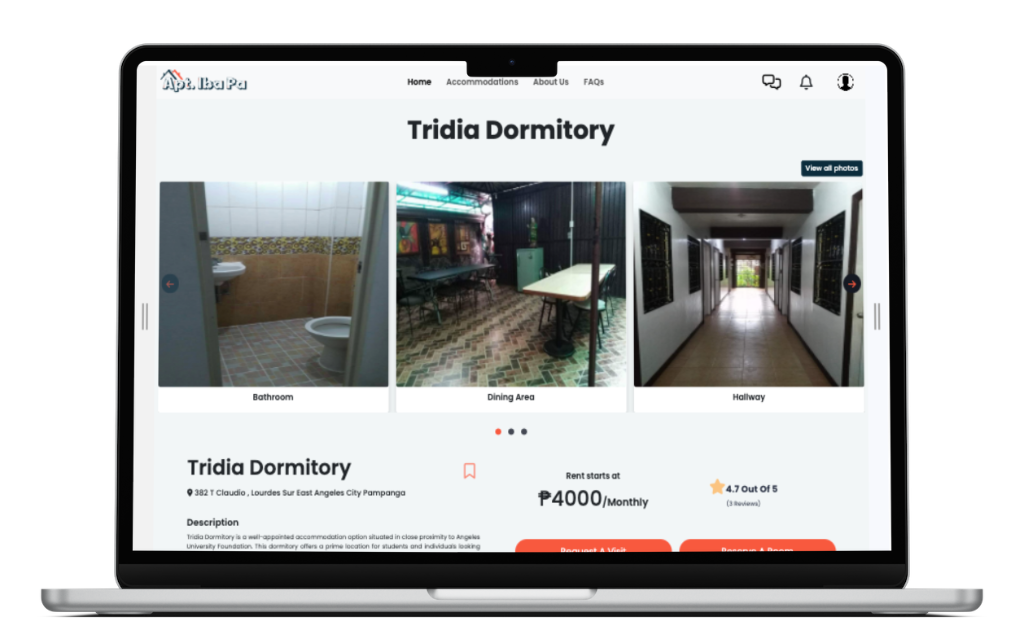 Apt. Iba Pa
Home Accommodations About Us FAQs
Tridia Dormitory
View all photos
Bathroom
Dining Area
Hallway
Tridia Dormitory
382 T Claudio , Lourdes Sur East Angeles City Pampanga
Rent starts at
₱4000/Monthly
4.7 Out Of 5
(3 Reviews)
Description
Tridia Dormitory is a well-appointed accommodation option situated in close proximity to Angeles
University Foundation. This dormitory offers a prime location for students and individuals looking
Request A Visit
Reserve A Room